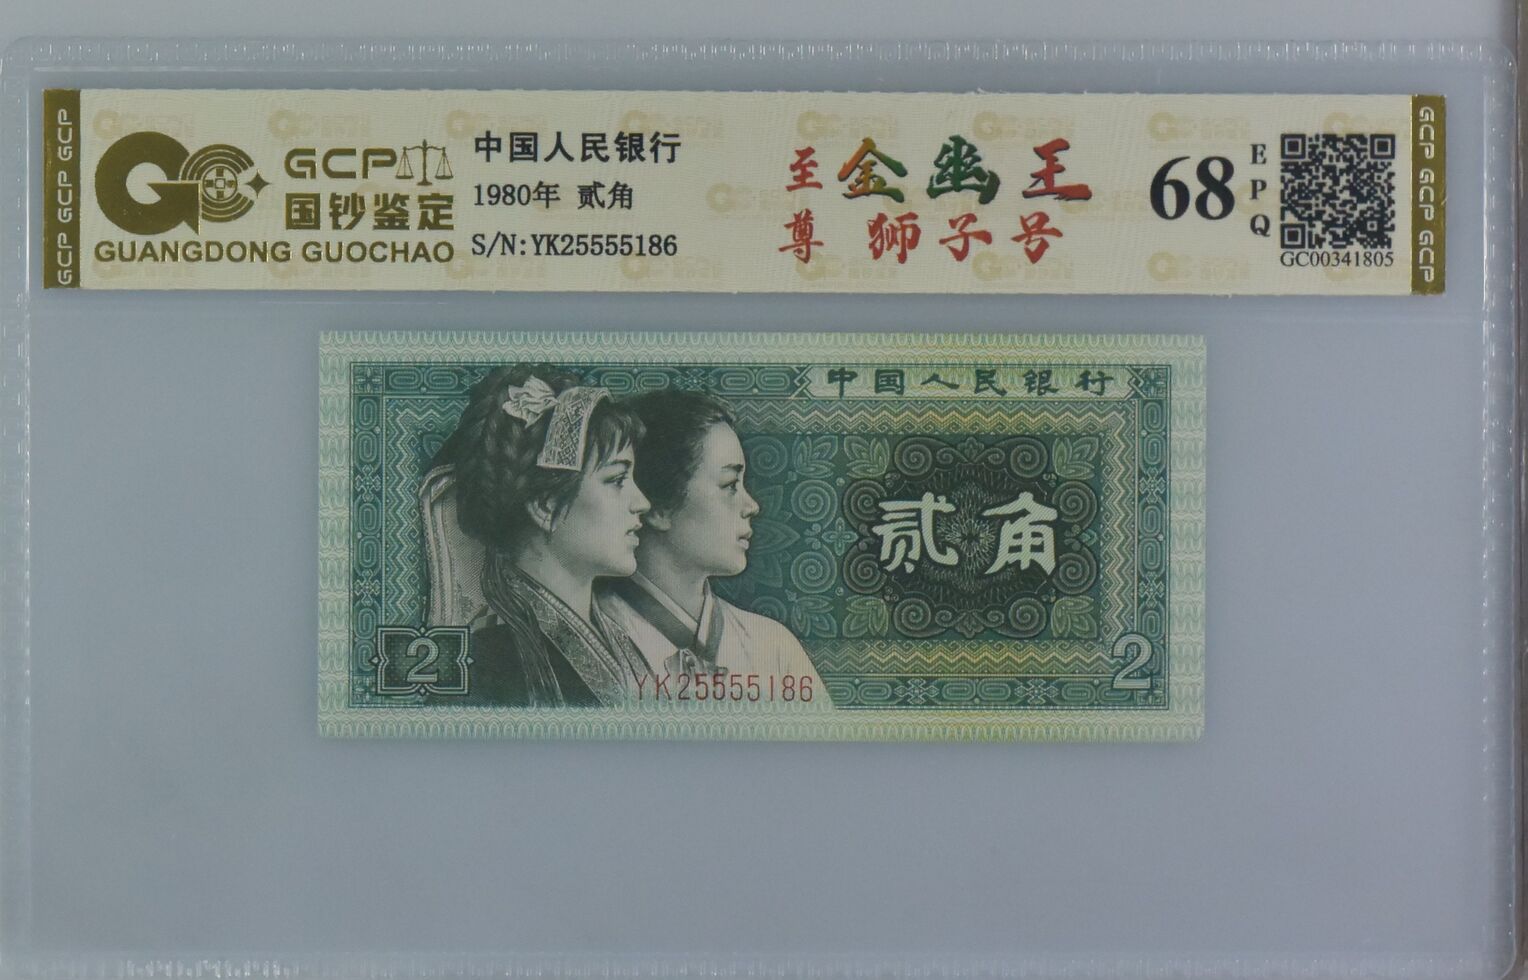 GCP GCP GCP
GCP
国钞鉴定
GUANGDONG GUOCHAO
中国人民银行
1980年 贰角
S/N:YK25555186
至尊
金幽王
狮子号
68
EPQ
GC00341805
GCP GCP GCP
中国人民银行
贰角
2
2
YK25555186